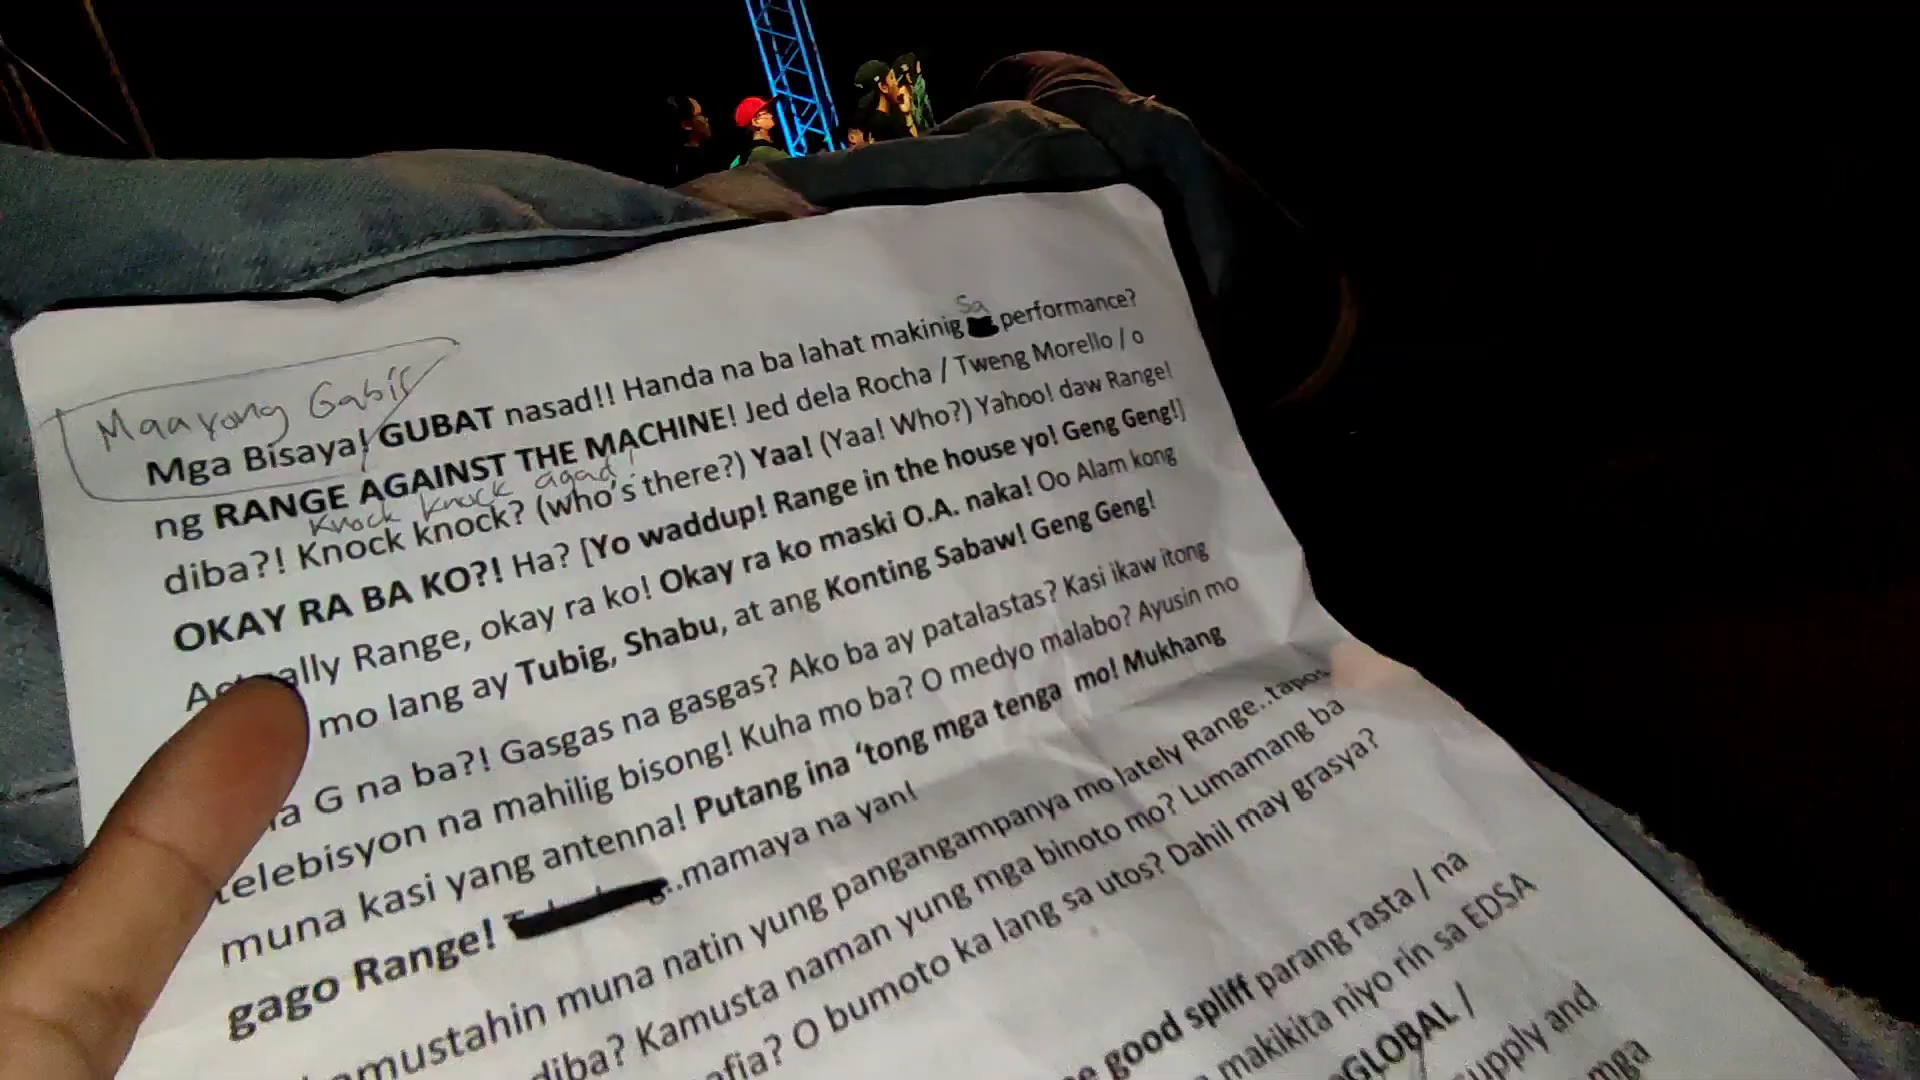 Maayong Gabii
Mga Bisaya! GUBAT nasad!! Handa na ba lahat makinig sa performance?
ng RANGE AGAINST THE MACHINE! Jed dela Rocha / Tweng Morello / o
Knock knock agad!
diba?! Knock knock? (who's there?) Yaa! (Yaa! Who?) Yahoo! daw Range!
OKAY RA BA KO?! Ha? [Yo waddup! Range in the house yo! Geng Geng!]
Actually Range, okay ra ko! Okay ra ko maski O.A. naka! Oo Alam kong
mo lang ay Tubig, Shabu, at ang Konting Sabaw! Geng Geng!
G na ba?! Gasgas na gasgas? Ako ba ay patalastas? Kasi ikaw itong
telebisyon na mahilig bisong! Kuha mo ba? O medyo malabo? Ayusin mo
muna kasi yang antenna! Putang ina 'tong mga tenga mo! Mukhang
gago Range! ..mamaya na yan!
muna natin yung pangangampanya mo lately Range..tapos
diba? Kamusta naman yung mga binoto mo? Lumamang ba
O bumoto ka lang sa utos? Dahil may grasya?
good spliff parang rasta / na
makikita niyo rin sa EDSA
GLOBAL /
supply and
mga